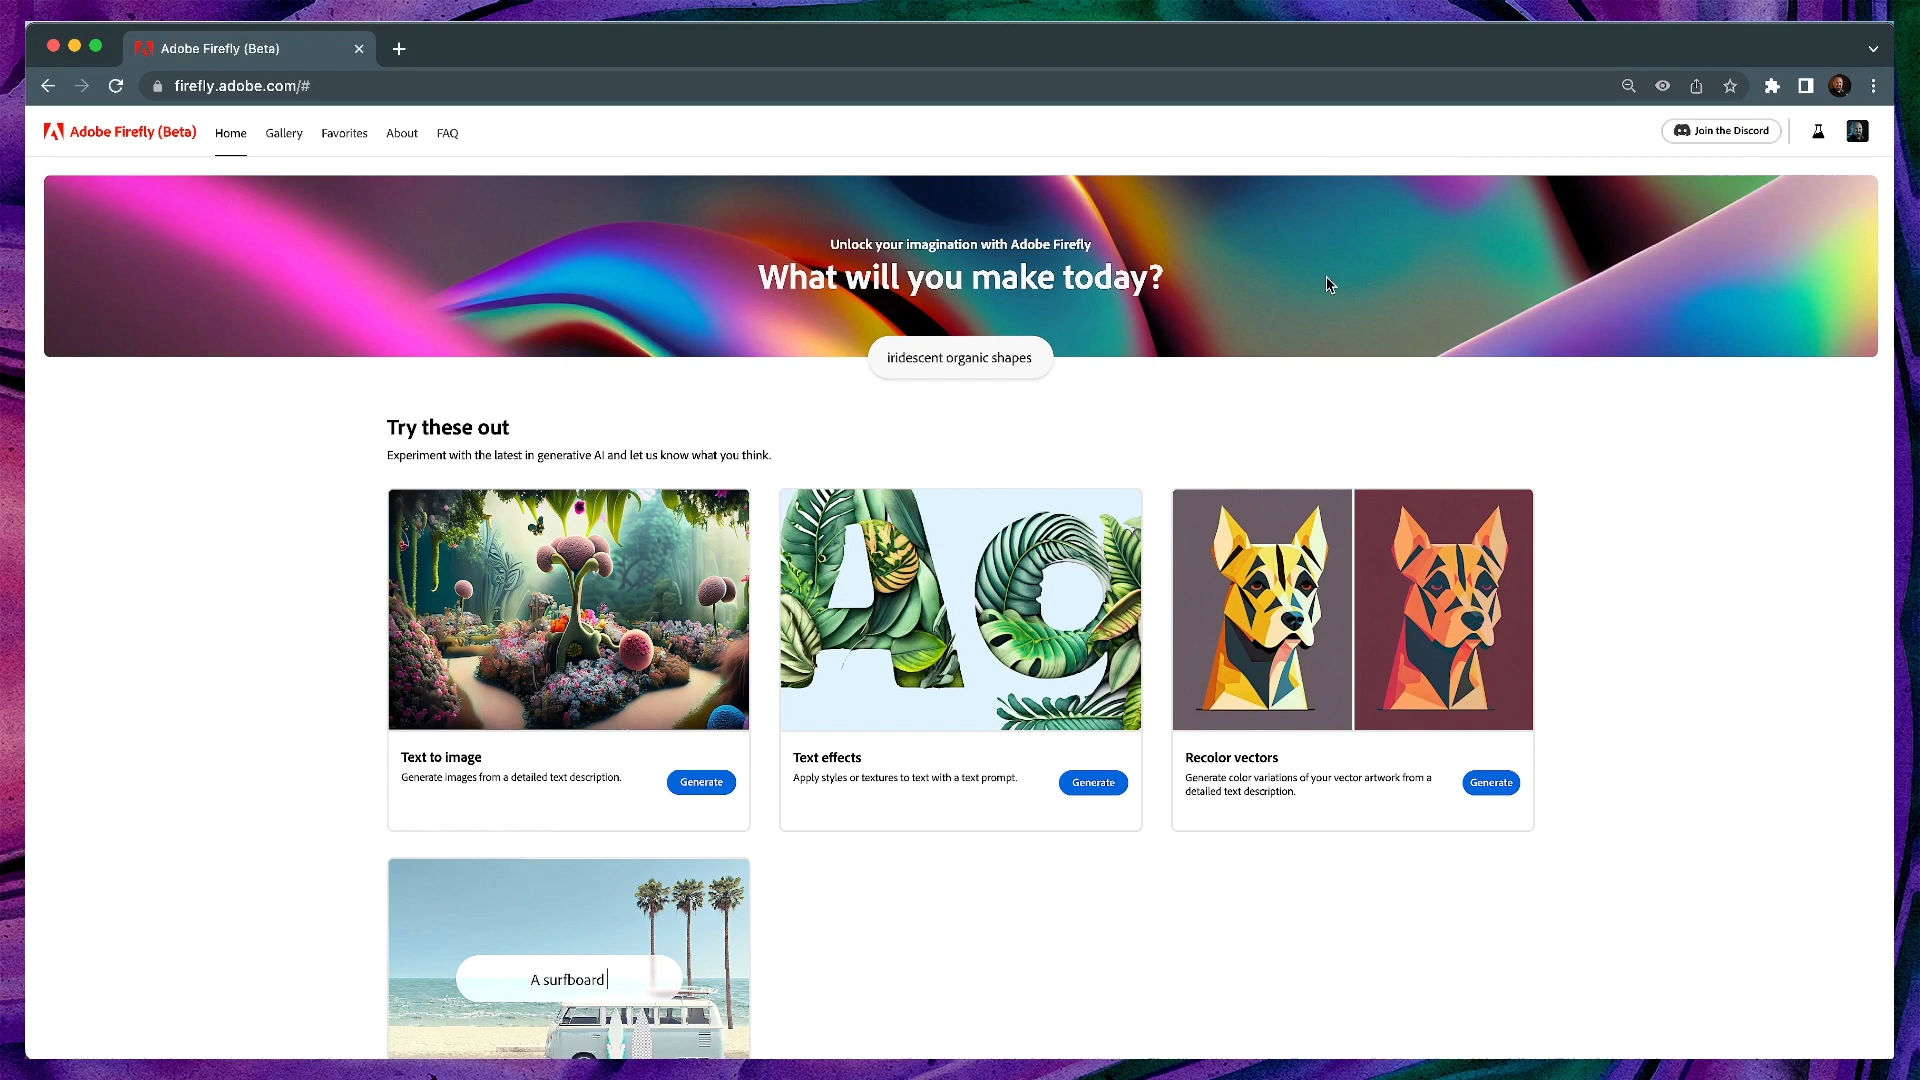 Adobe Firefly (Beta)
firefly.adobe.com/#
Adobe Firefly (Beta)
Home
Gallery
Favorites
About
FAQ
Join the Discord
Unlock your imagination with Adobe Firefly
What will you make today?
iridescent organic shapes
Try these out
Experiment with the latest in generative AI and let us know what you think.
Text to image
Generate images from a detailed text description.
Generate
Text effects
Apply styles or textures to text with a text prompt.
Generate
Recolor vectors
Generate color variations of your vector artwork from a
detailed text description.
Generate
A surfboard